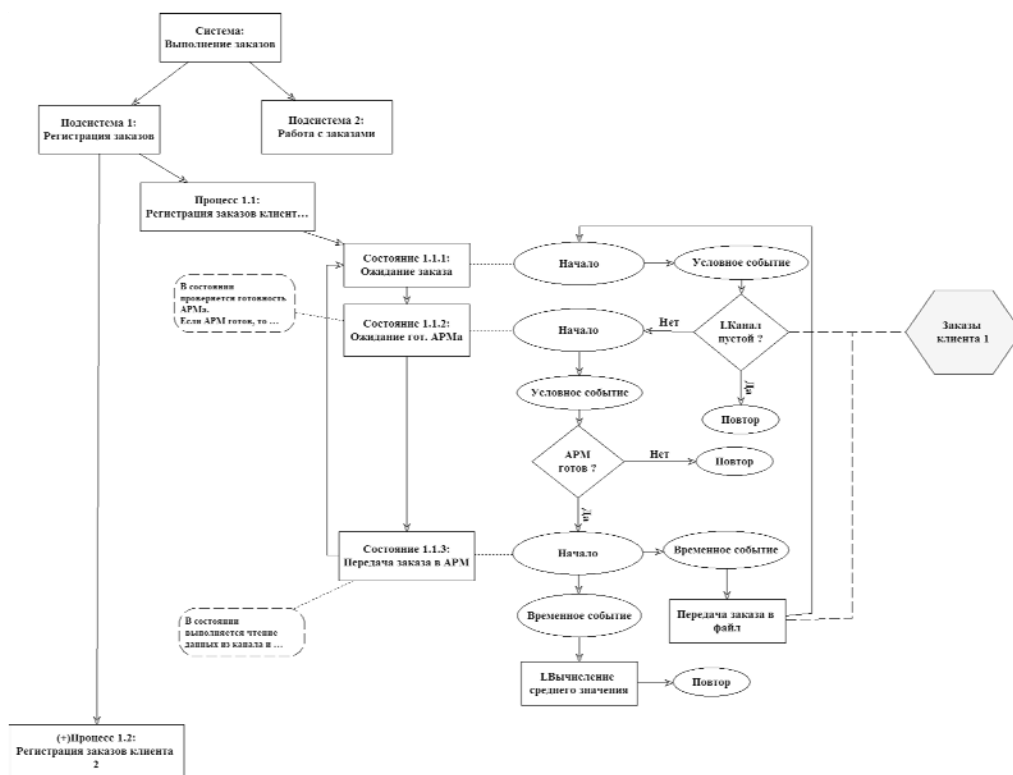 Система:
Выполнение заказов
Подсистема 1:
Регистрация заказов
Подсистема 2:
Работа с заказами
Процесс 1.1:
Регистрация заказов клиент…
Состояние 1.1.1:
Ожидание заказа
Начало
Условное событие
В состоянии
проверяется готовность
АРМа.
Если АРМ готов, то …
Состояние 1.1.2:
Ожидание гот. АРМа
Начало
Нет
LКанал
пустой ?
Заказы
клиента 1
Да
Условное событие
Повтор
АРМ
готов ?
Нет
Повтор
Да
Состояние 1.1.3:
Передача заказа в АРМ
Начало
Временное событие
В состоянии
выполняется чтение
данных из канала и …
Временное событие
Передача заказа в
файл
LВычисление
среднего значения
Повтор
(+)Процесс 1.2:
Регистрация заказов клиента
2